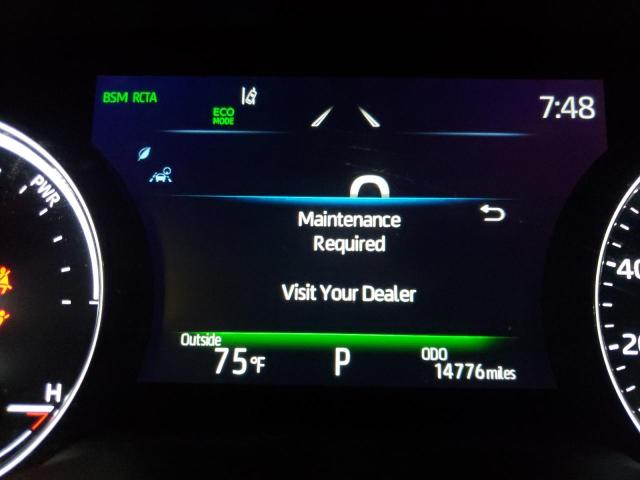 BSM RCTA
ECO
MODE
7:48
PWR
0
Maintenance
Required
Visit Your Dealer
40
20
Outside
75°F
P
ODO
14776 miles
H